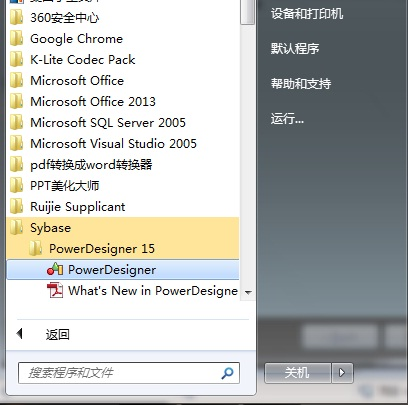 360安全中心
Google Chrome
K-Lite Codec Pack
Microsoft Office
Microsoft Office 2013
Microsoft SQL Server 2005
Microsoft Visual Studio 2005
pdf转换成word转换器
PPT美化大师
Ruijie Supplicant
Sybase
PowerDesigner 15
PowerDesigner
What's New in PowerDesigne
返回
搜索程序和文件
设备和打印机
默认程序
帮助和支持
运行...
关机